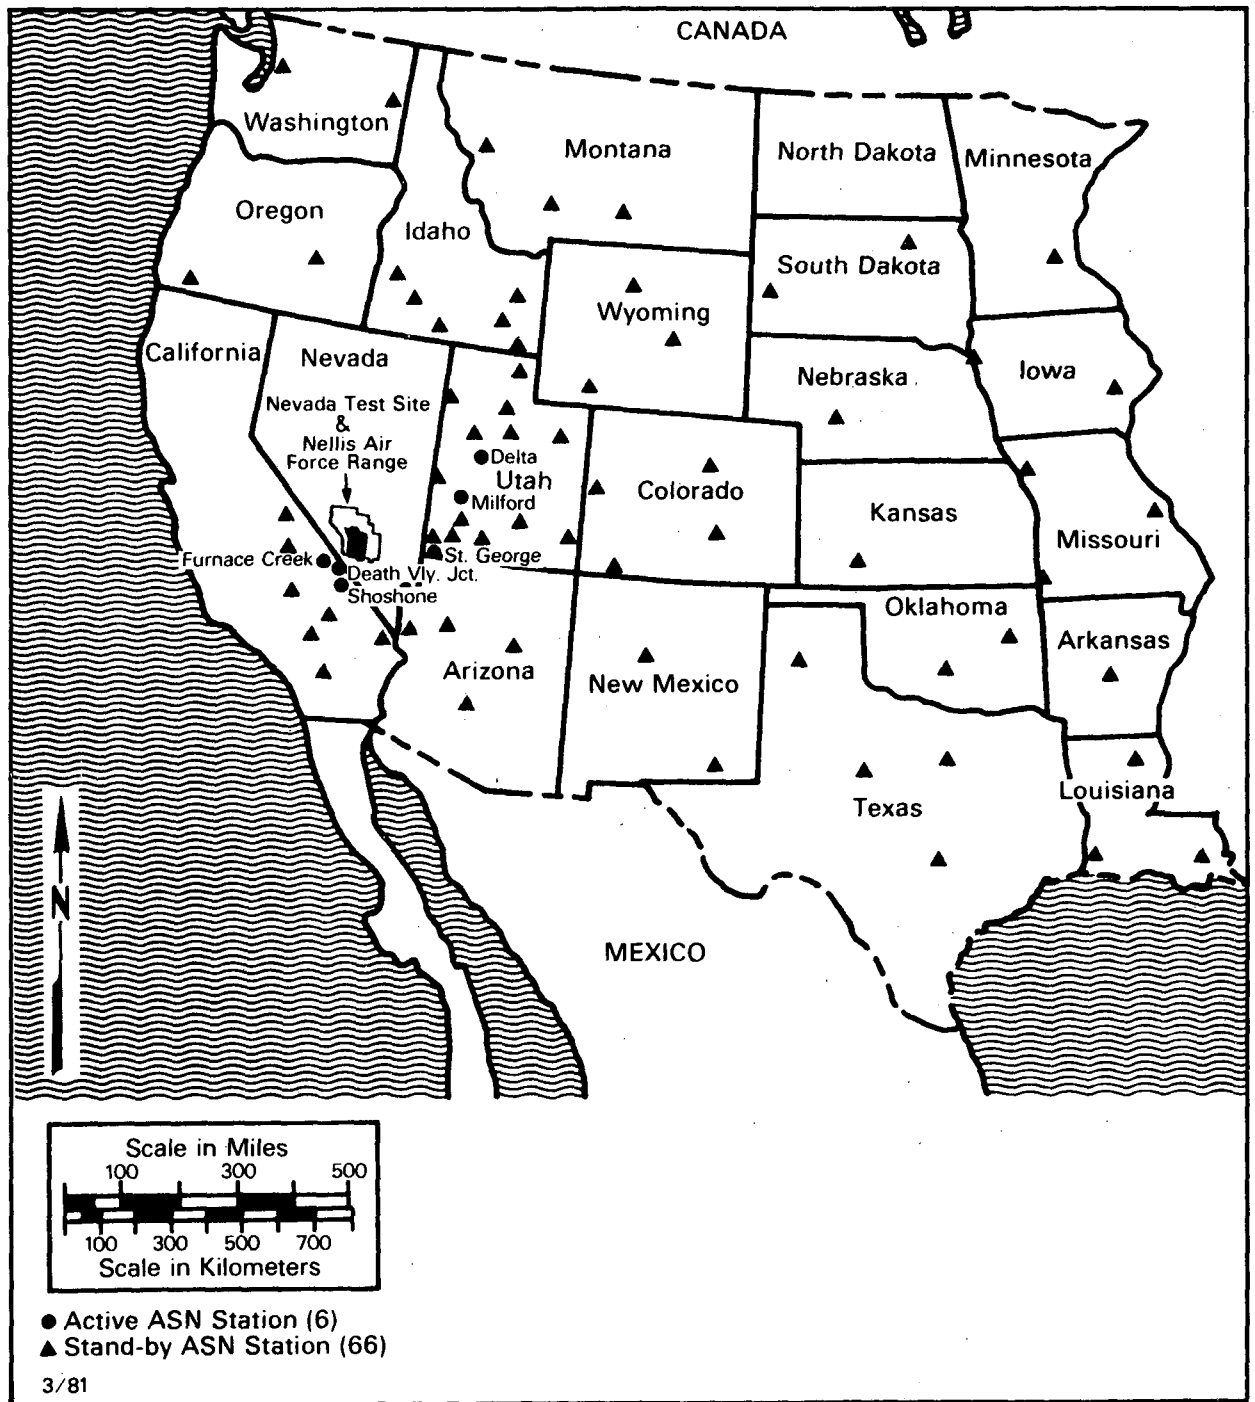 CANADA
Washington
Montana
North Dakota
Minnesota
Oregon
Idaho
South Dakota
Wyoming
California
Nevada
Nebraska
Iowa
Nevada Test Site
&
Nellis Air
Force Range
Delta
Utah
Milford
Colorado
Kansas
Missouri
Furnace Creek
St. George
Death Vly. Jct.
Shoshone
Oklahoma
Arkansas
Arizona
New Mexico
Louisiana
Texas
N
MEXICO
Scale in Miles
100 300 500
100 300 500 700
Scale in Kilometers
Active ASN Station (6)
Stand-by ASN Station (66)
3/81